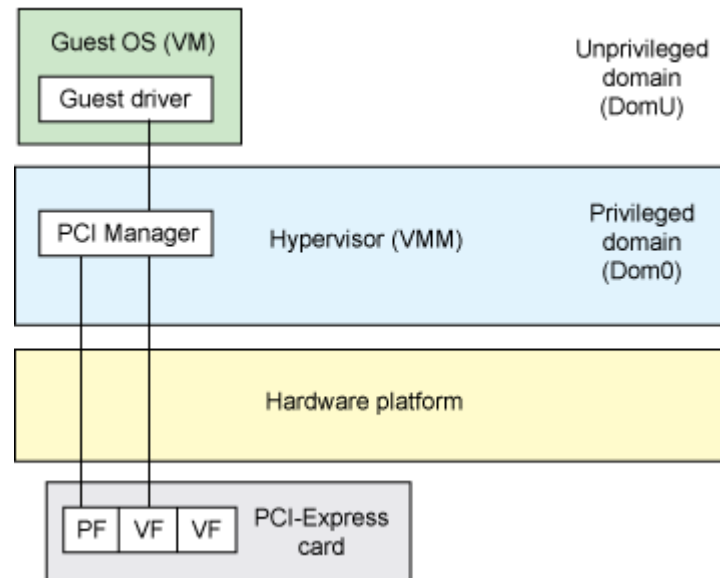 Guest OS (VM)
Guest driver
Unprivileged
domain
(DomU)
PCI Manager
Hypervisor (VMM)
Privileged
domain
(Dom0)
Hardware platform
PF
VF
VF
PCI-Express
card